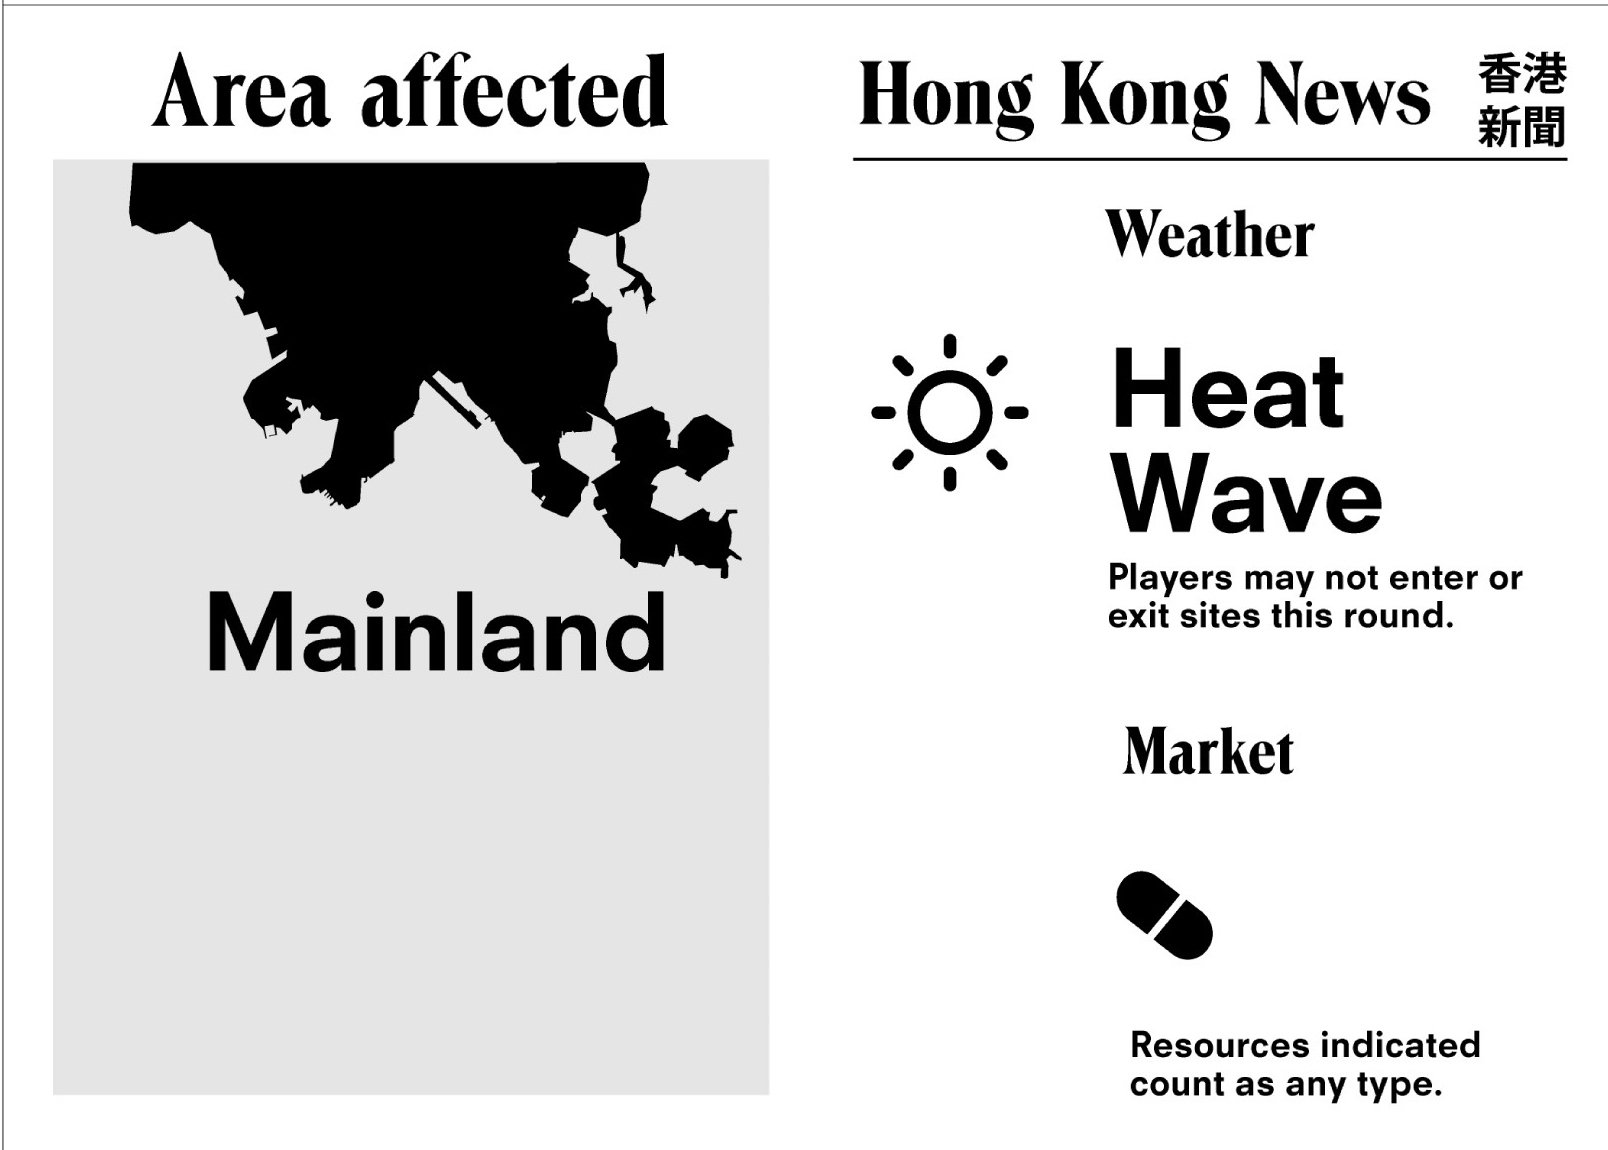 Area affected
Mainland
Hong Kong News
香港
新聞
Weather
Heat
Wave
Players may not enter or
exit sites this round.
Market
Resources indicated
count as any type.